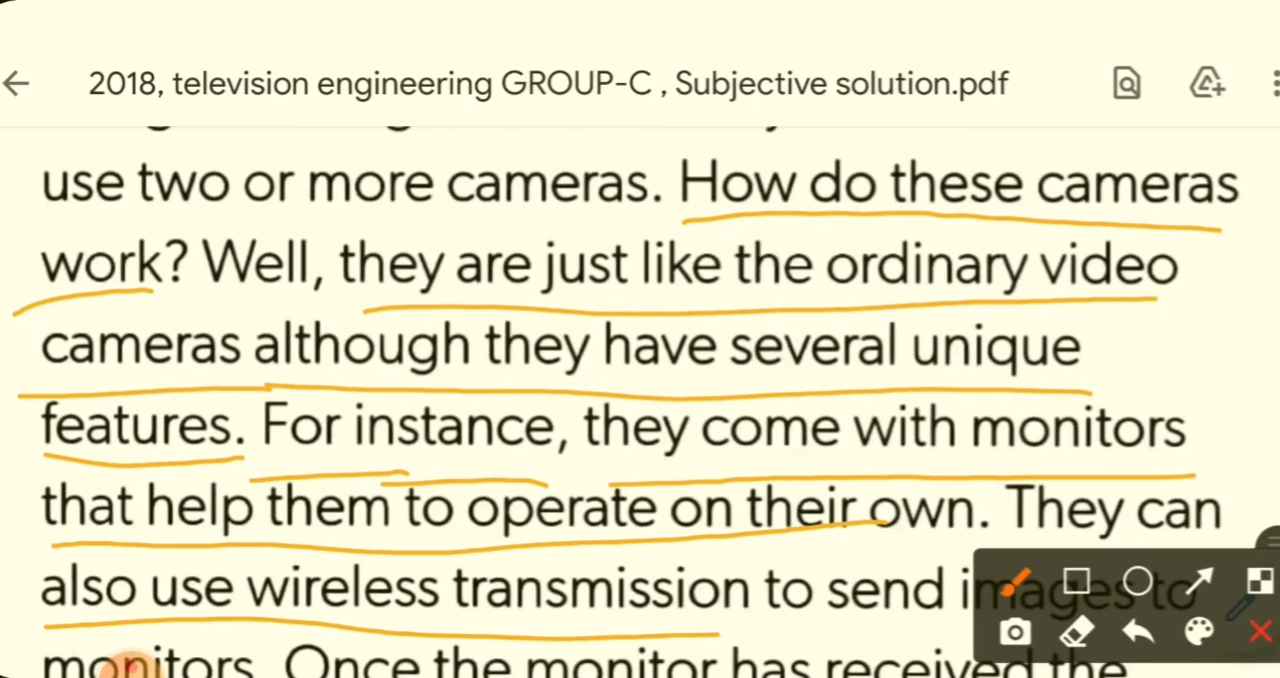 2018, television engineering GROUP-C , Subjective solution.pdf
use two or more cameras. How do these cameras
work? Well, they are just like the ordinary video
cameras although they have several unique
features. For instance, they come with monitors
that help them to operate on their own. They can
also use wireless transmission to send images to
monitors. Once the monitor has received the